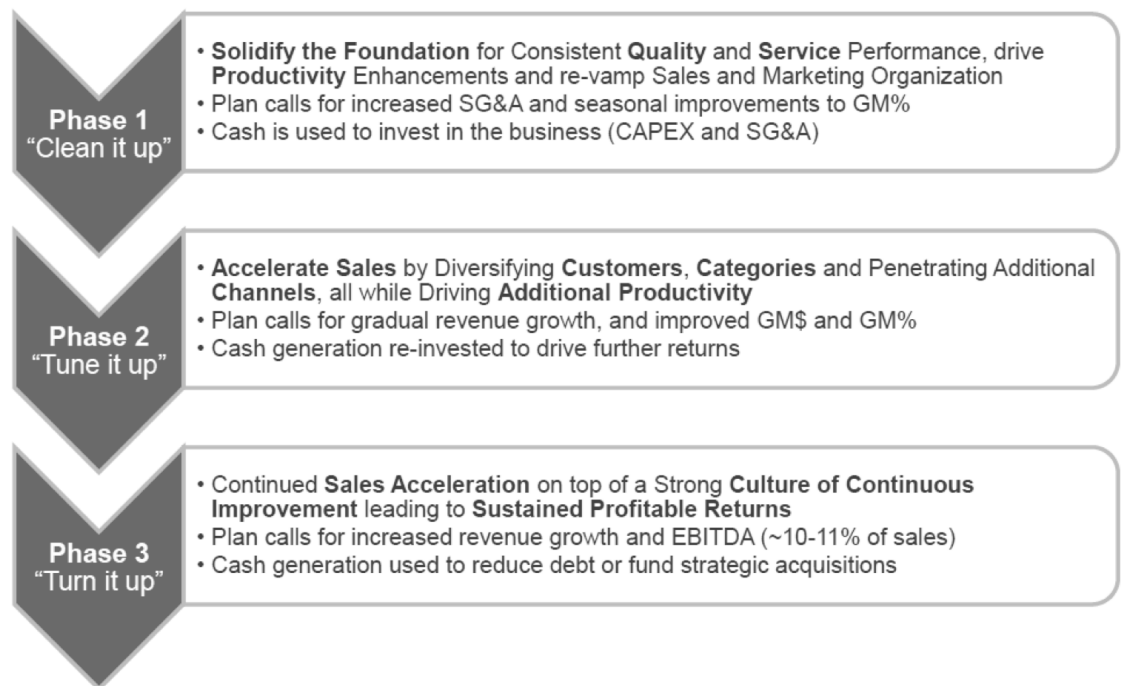 Phase 1
“Clean it up”
• Solidify the Foundation for Consistent Quality and Service Performance, drive
Productivity Enhancements and re-vamp Sales and Marketing Organization
• Plan calls for increased SG&A and seasonal improvements to GM%
• Cash is used to invest in the business (CAPEX and SG&A)
Phase 2
“Tune it up”
• Accelerate Sales by Diversifying Customers, Categories and Penetrating Additional
Channels, all while Driving Additional Productivity
• Plan calls for gradual revenue growth, and improved GM$ and GM%
• Cash generation re-invested to drive further returns
Phase 3
“Turn it up”
• Continued Sales Acceleration on top of a Strong Culture of Continuous
Improvement leading to Sustained Profitable Returns
• Plan calls for increased revenue growth and EBITDA (~10-11% of sales)
• Cash generation used to reduce debt or fund strategic acquisitions